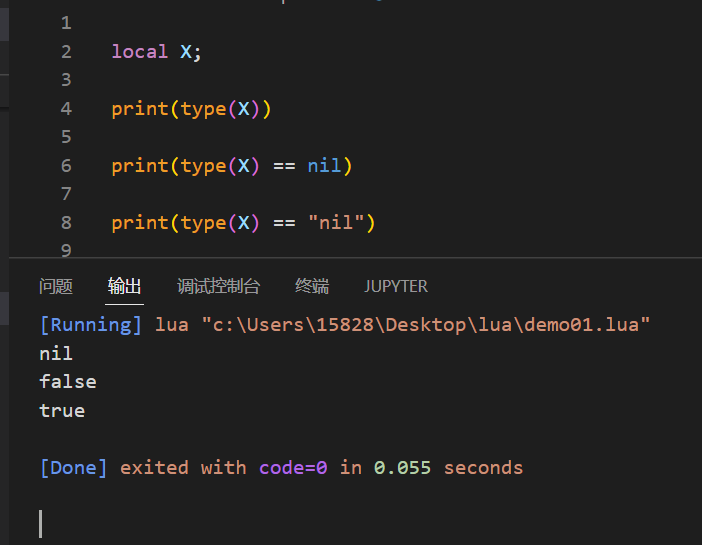 1
2 local X;
3
4 print(type(X))
5
6 print(type(X) == nil)
7
8 print(type(X) == "nil")
9
问题 输出 调试控制台 终端 JUPYTER
[Running] lua "c:\Users\15828\Desktop\lua\demo01.lua"
nil
false
true
[Done] exited with code=0 in 0.055 seconds